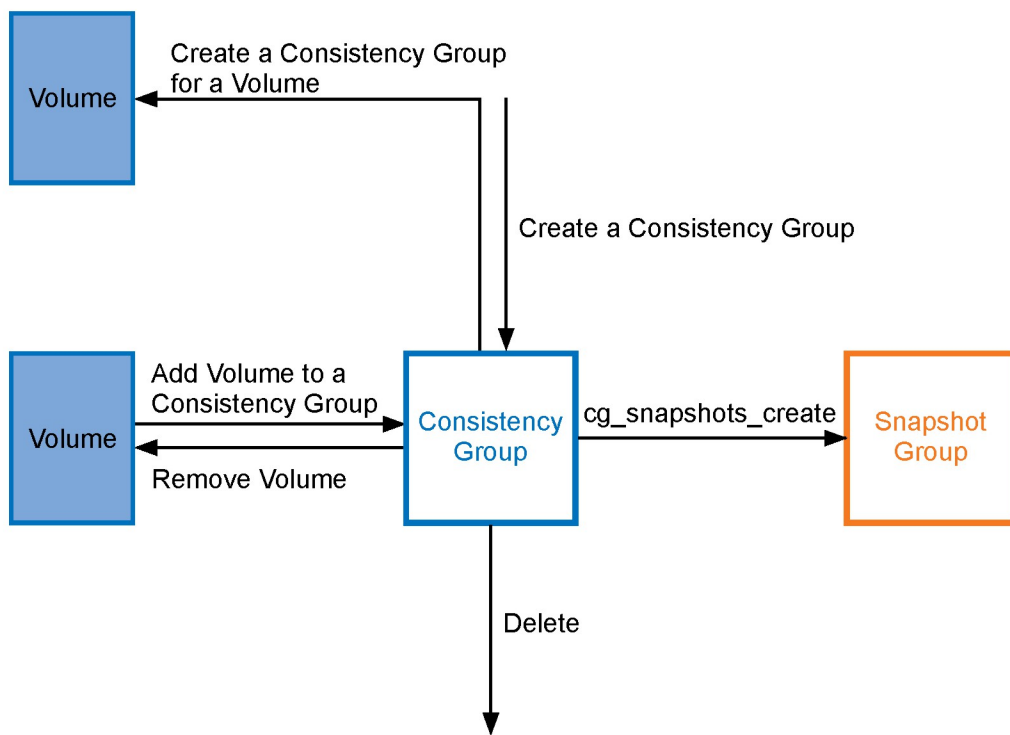 Create a Consistency Group
for a Volume
Volume
Create a Consistency Group
Add Volume to a
Consistency Group
Volume
Remove Volume
Consistency
Group
cg_snapshots_create
Snapshot
Group
Delete